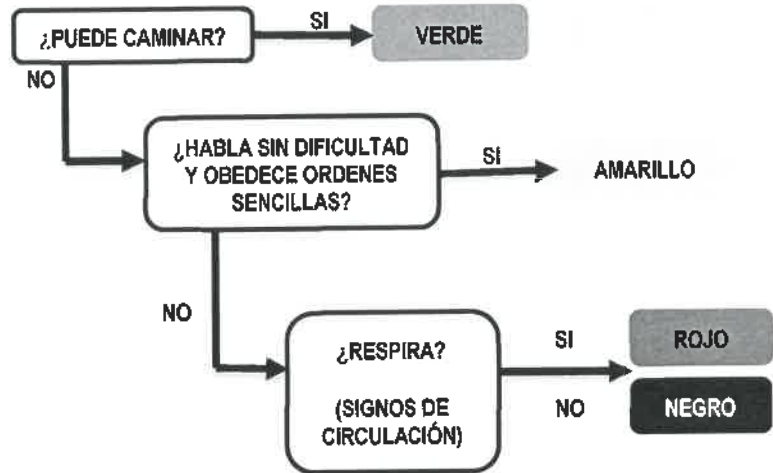 ¿PUEDE CAMINAR?
SI
VERDE
NO
¿HABLA SIN DIFICULTAD
Y OBEDECE ORDENES
SENCILLAS?
SI
AMARILLO
NO
¿RESPIRA?
(SIGNOS DE
CIRCULACIÓN)
SI
ROJO
NO
NEGRO